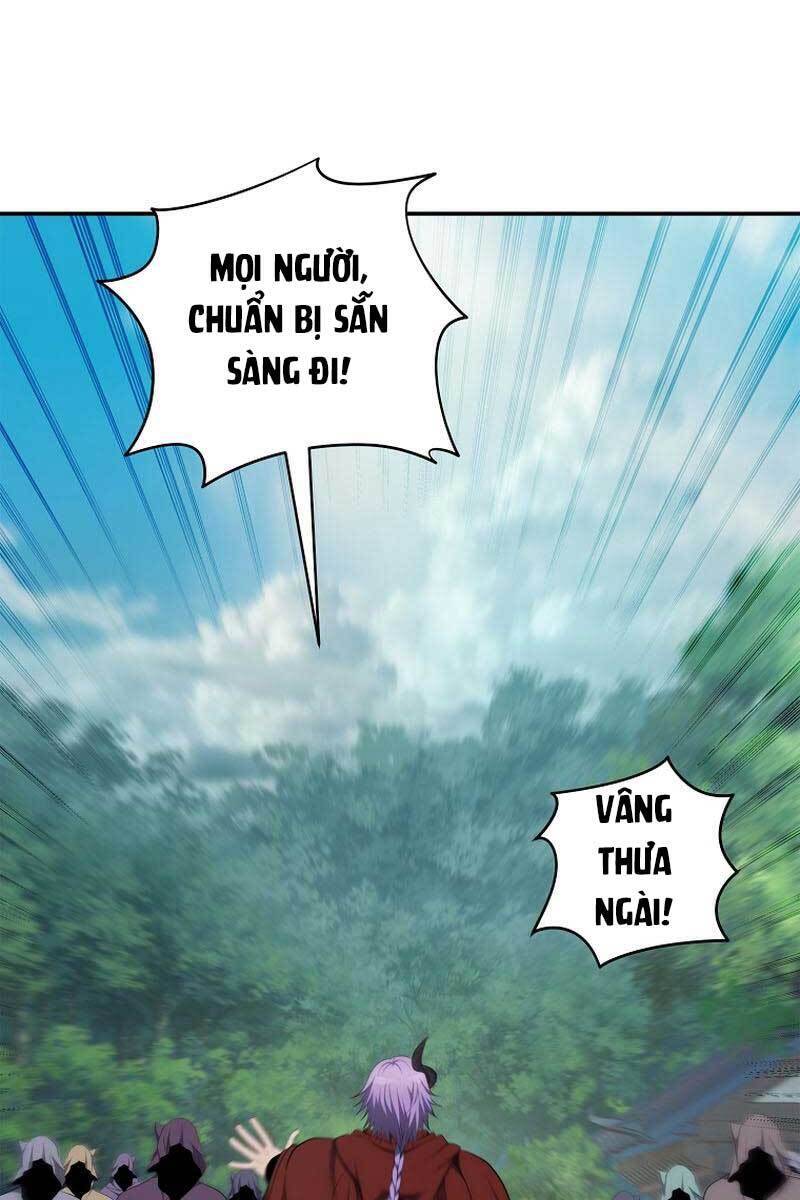 MỌI NGƯỜI,
CHUẨN BỊ SẴN
SÀNG ĐI!
VÂNG
THƯA
NGÀI!